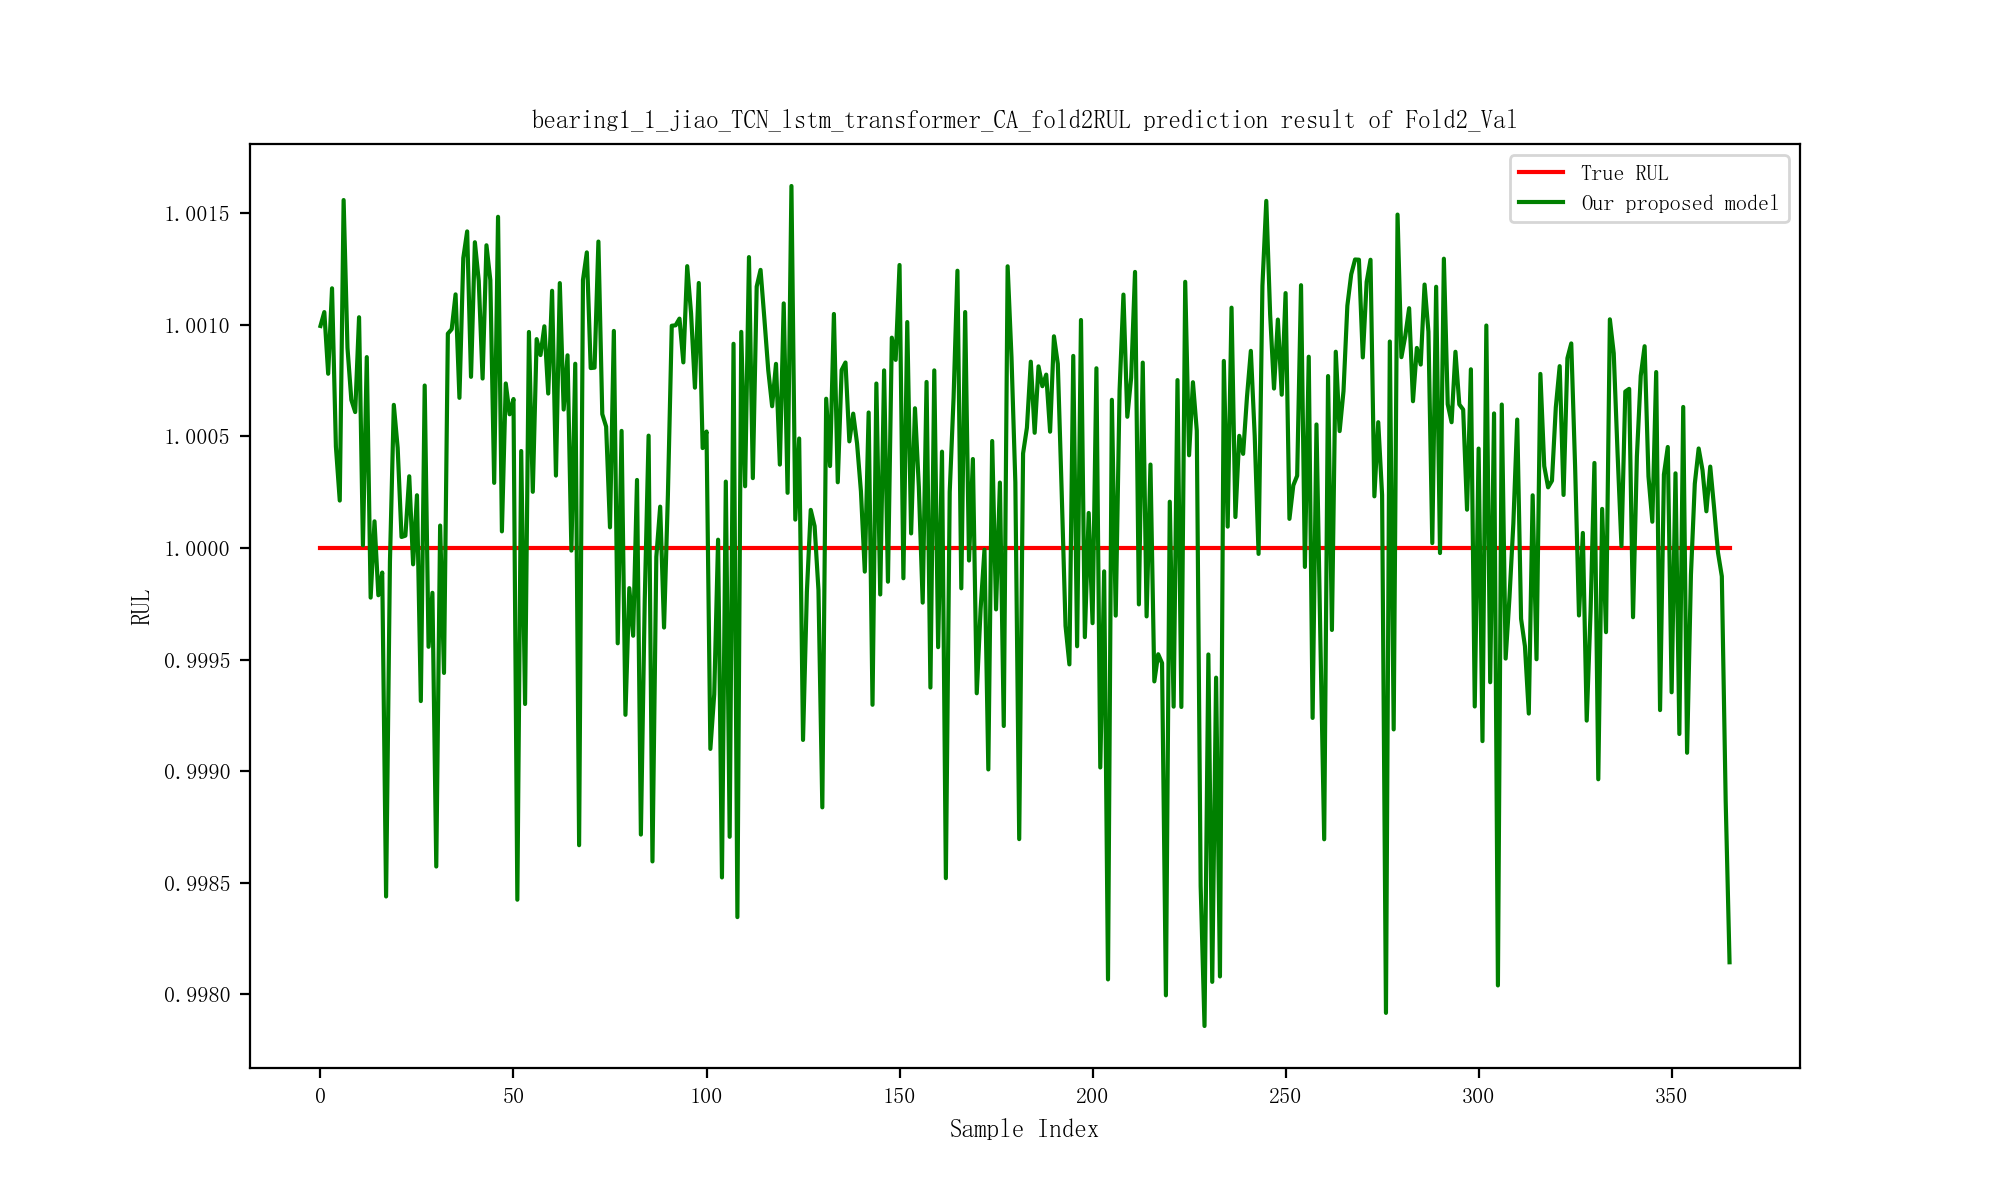 bearing1_1_jiao_TCN_lstm_transformer_CA_fold2RUL prediction result of Fold2_Val
True RUL
Our proposed model
1.0015
1.0010
1.0005
1.0000
0.9995
0.9990
0.9985
0.9980
RUL
0 50 100 150 200 250 300 350
Sample Index